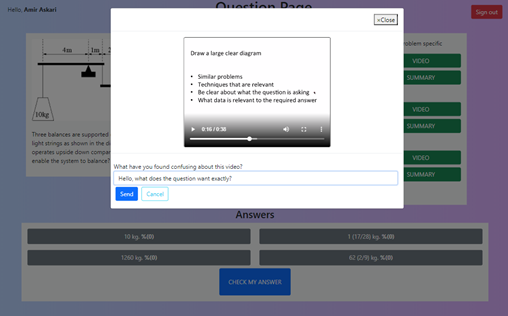 Hello, Amir Askari
Question Page
Sign out
×Close
Draw a large clear diagram
• Similar problems
• Techniques that are relevant
• Be clear about what the question is asking
• What data is relevant to the required answer
0:16 / 0:38
What have you found confusing about this video?
Hello, what does the question want exactly?
Send
Cancel
4m
1m
40kg
Three balances are supported
light strings as shown in the di
operates upside down compa
enable the system to balance?
roblem specific
VIDEO
SUMMARY
VIDEO
SUMMARY
VIDEO
SUMMARY
Answers
10 kg, %(0)
1 (17/28) kg, %(0)
1260 kg, %(0)
62 (2/9) kg, %(0)
CHECK MY ANSWER